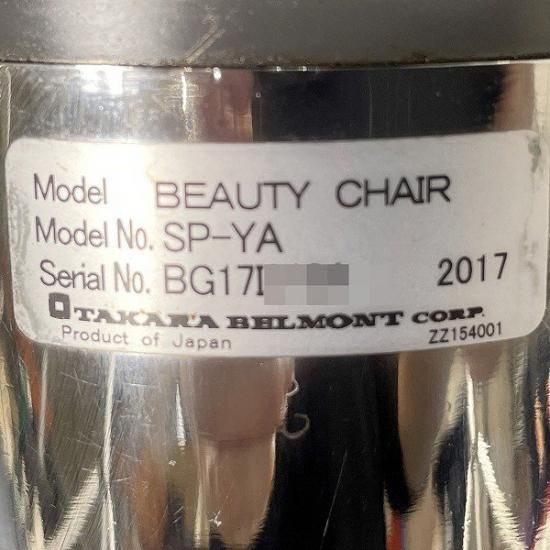 Model BEAUTY CHAIR
Model No. SP-YA
Serial No. BG17I
2017
TAKARA BELMONT CORP.
Product of Japan
ZZ154001